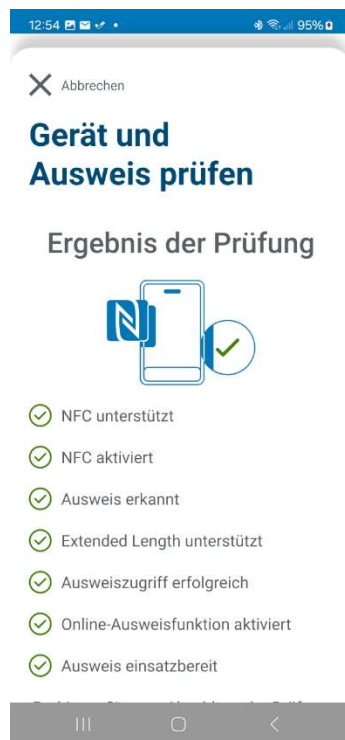 12:54
95%
Abbrechen
Gerät und
Ausweis prüfen
Ergebnis der Prüfung
N
NFC unterstützt
NFC aktiviert
Ausweis erkannt
Extended Length unterstützt
Ausweiszugriff erfolgreich
Online-Ausweisfunktion aktiviert
Ausweis einsatzbereit